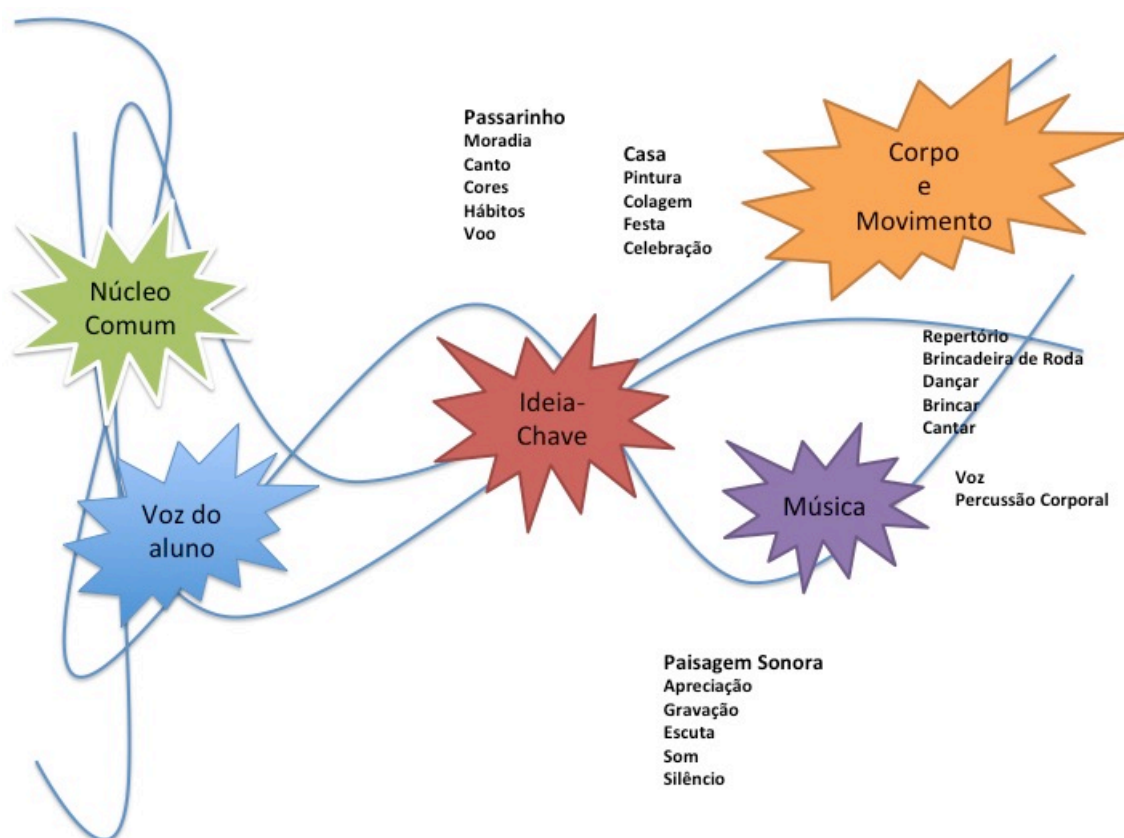 Passarinho
Moradia
Canto
Cores
Hábitos
Voo
Casa
Pintura
Colagem
Festa
Celebração
Corpo
e
Movimento
Núcleo
Comum
Ideia-
Chave
Repertório
Brincadeira de Roda
Dançar
Brincar
Cantar
Voz do
aluno
Música
Voz
Percussão Corporal
Paisagem Sonora
Apreciação
Gravação
Escuta
Som
Silêncio